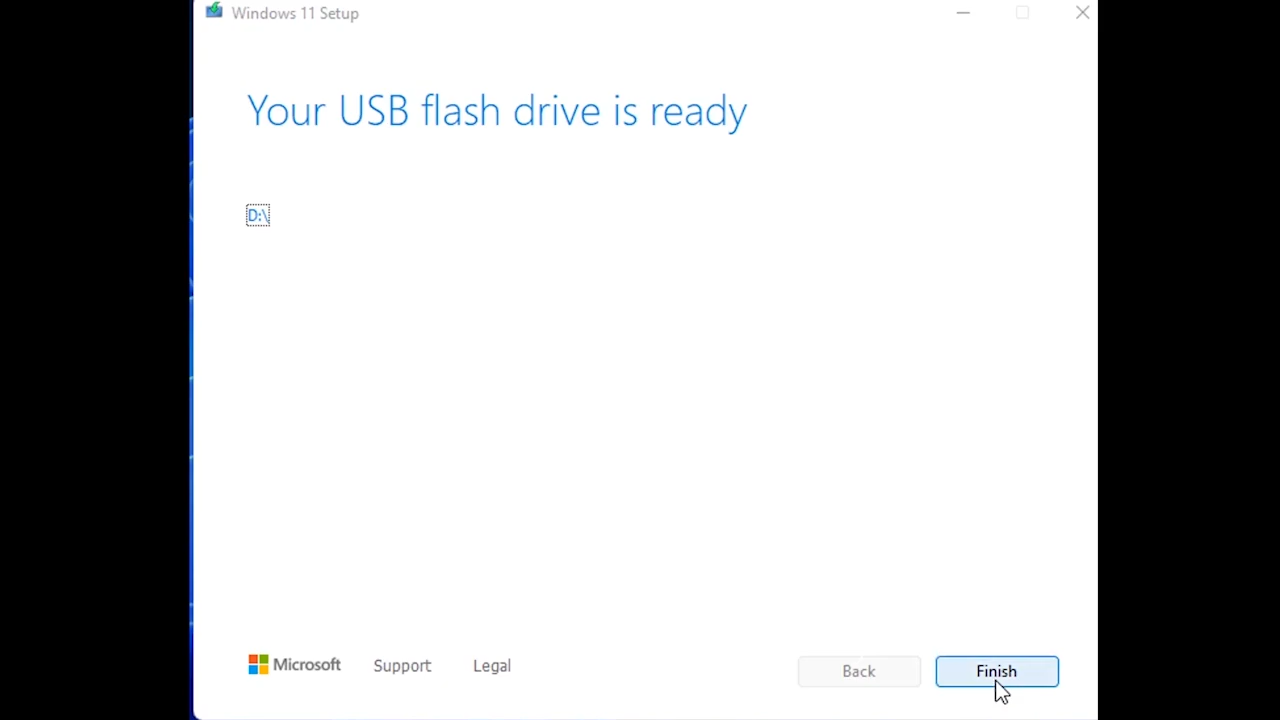 Windows 11 Setup
Your USB flash drive is ready
D:\
Microsoft Support Legal
Back Finish